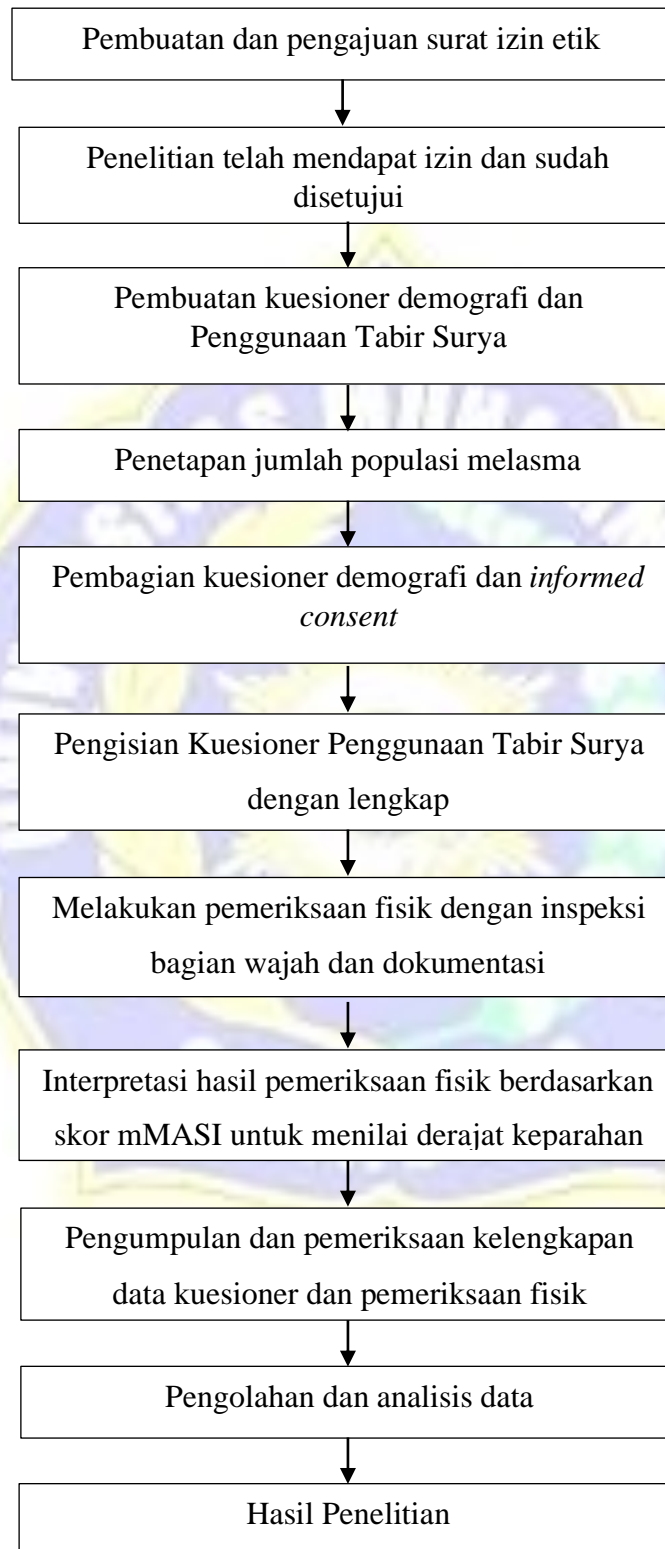 Pembuatan dan pengajuan surat izin etik
Penelitian telah mendapat izin dan sudah
disetujui
Pembuatan kuesioner demografi dan
Penggunaan Tabir Surya
Penetapan jumlah populasi melasma
Pembagian kuesioner demografi dan informed
consent
Pengisian Kuesioner Penggunaan Tabir Surya
dengan lengkap
Melakukan pemeriksaan fisik dengan inspeksi
bagian wajah dan dokumentasi
Interpretasi hasil pemeriksaan fisik berdasarkan
skor mMASI untuk menilai derajat keparahan
Pengumpulan dan pemeriksaan kelengkapan
data kuesioner dan pemeriksaan fisik
Pengolahan dan analisis data
Hasil Penelitian